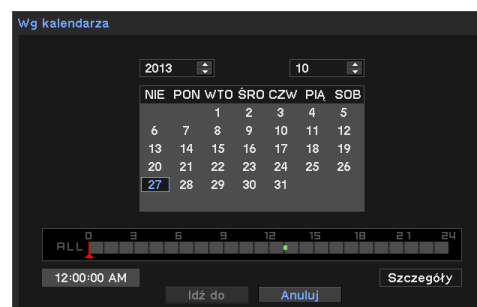 Wg kalendarza
2013 10
NIE PON WTO ŚRO CZW PIĄ SOB
1 2 3 4 5
6 7 8 9 10 11 12
13 14 15 16 17 18 19
20 21 22 23 24 25 26
27 28 29 30 31
0 3 6 9 12 15 18 21 24
ALL
12:00:00 AM Szczegóły
Idź do Anuluj